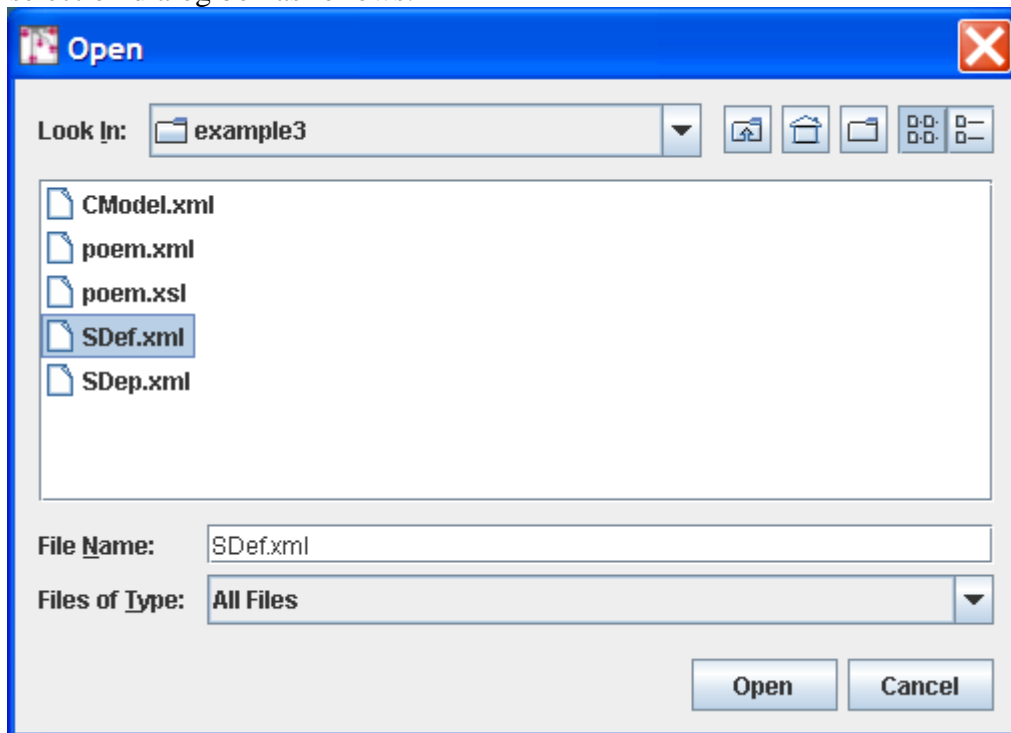 Open
Look In: example3
CModel.xml
poem.xml
poem.xsl
SDef.xml
SDep.xml
File Name: SDef.xml
Files of Type: All Files
Open Cancel